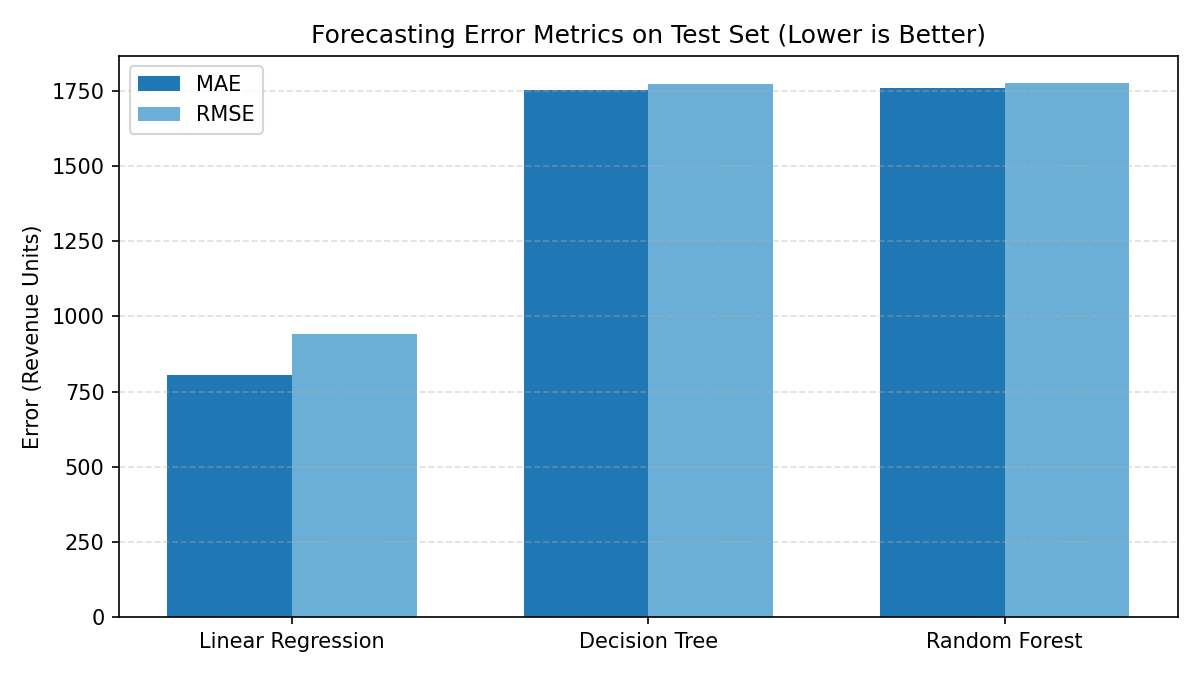 Forecasting Error Metrics on Test Set (Lower is Better)
MAE
RMSE
Error (Revenue Units)
1750
1500
1250
1000
750
500
250
0
Linear Regression
Decision Tree
Random Forest